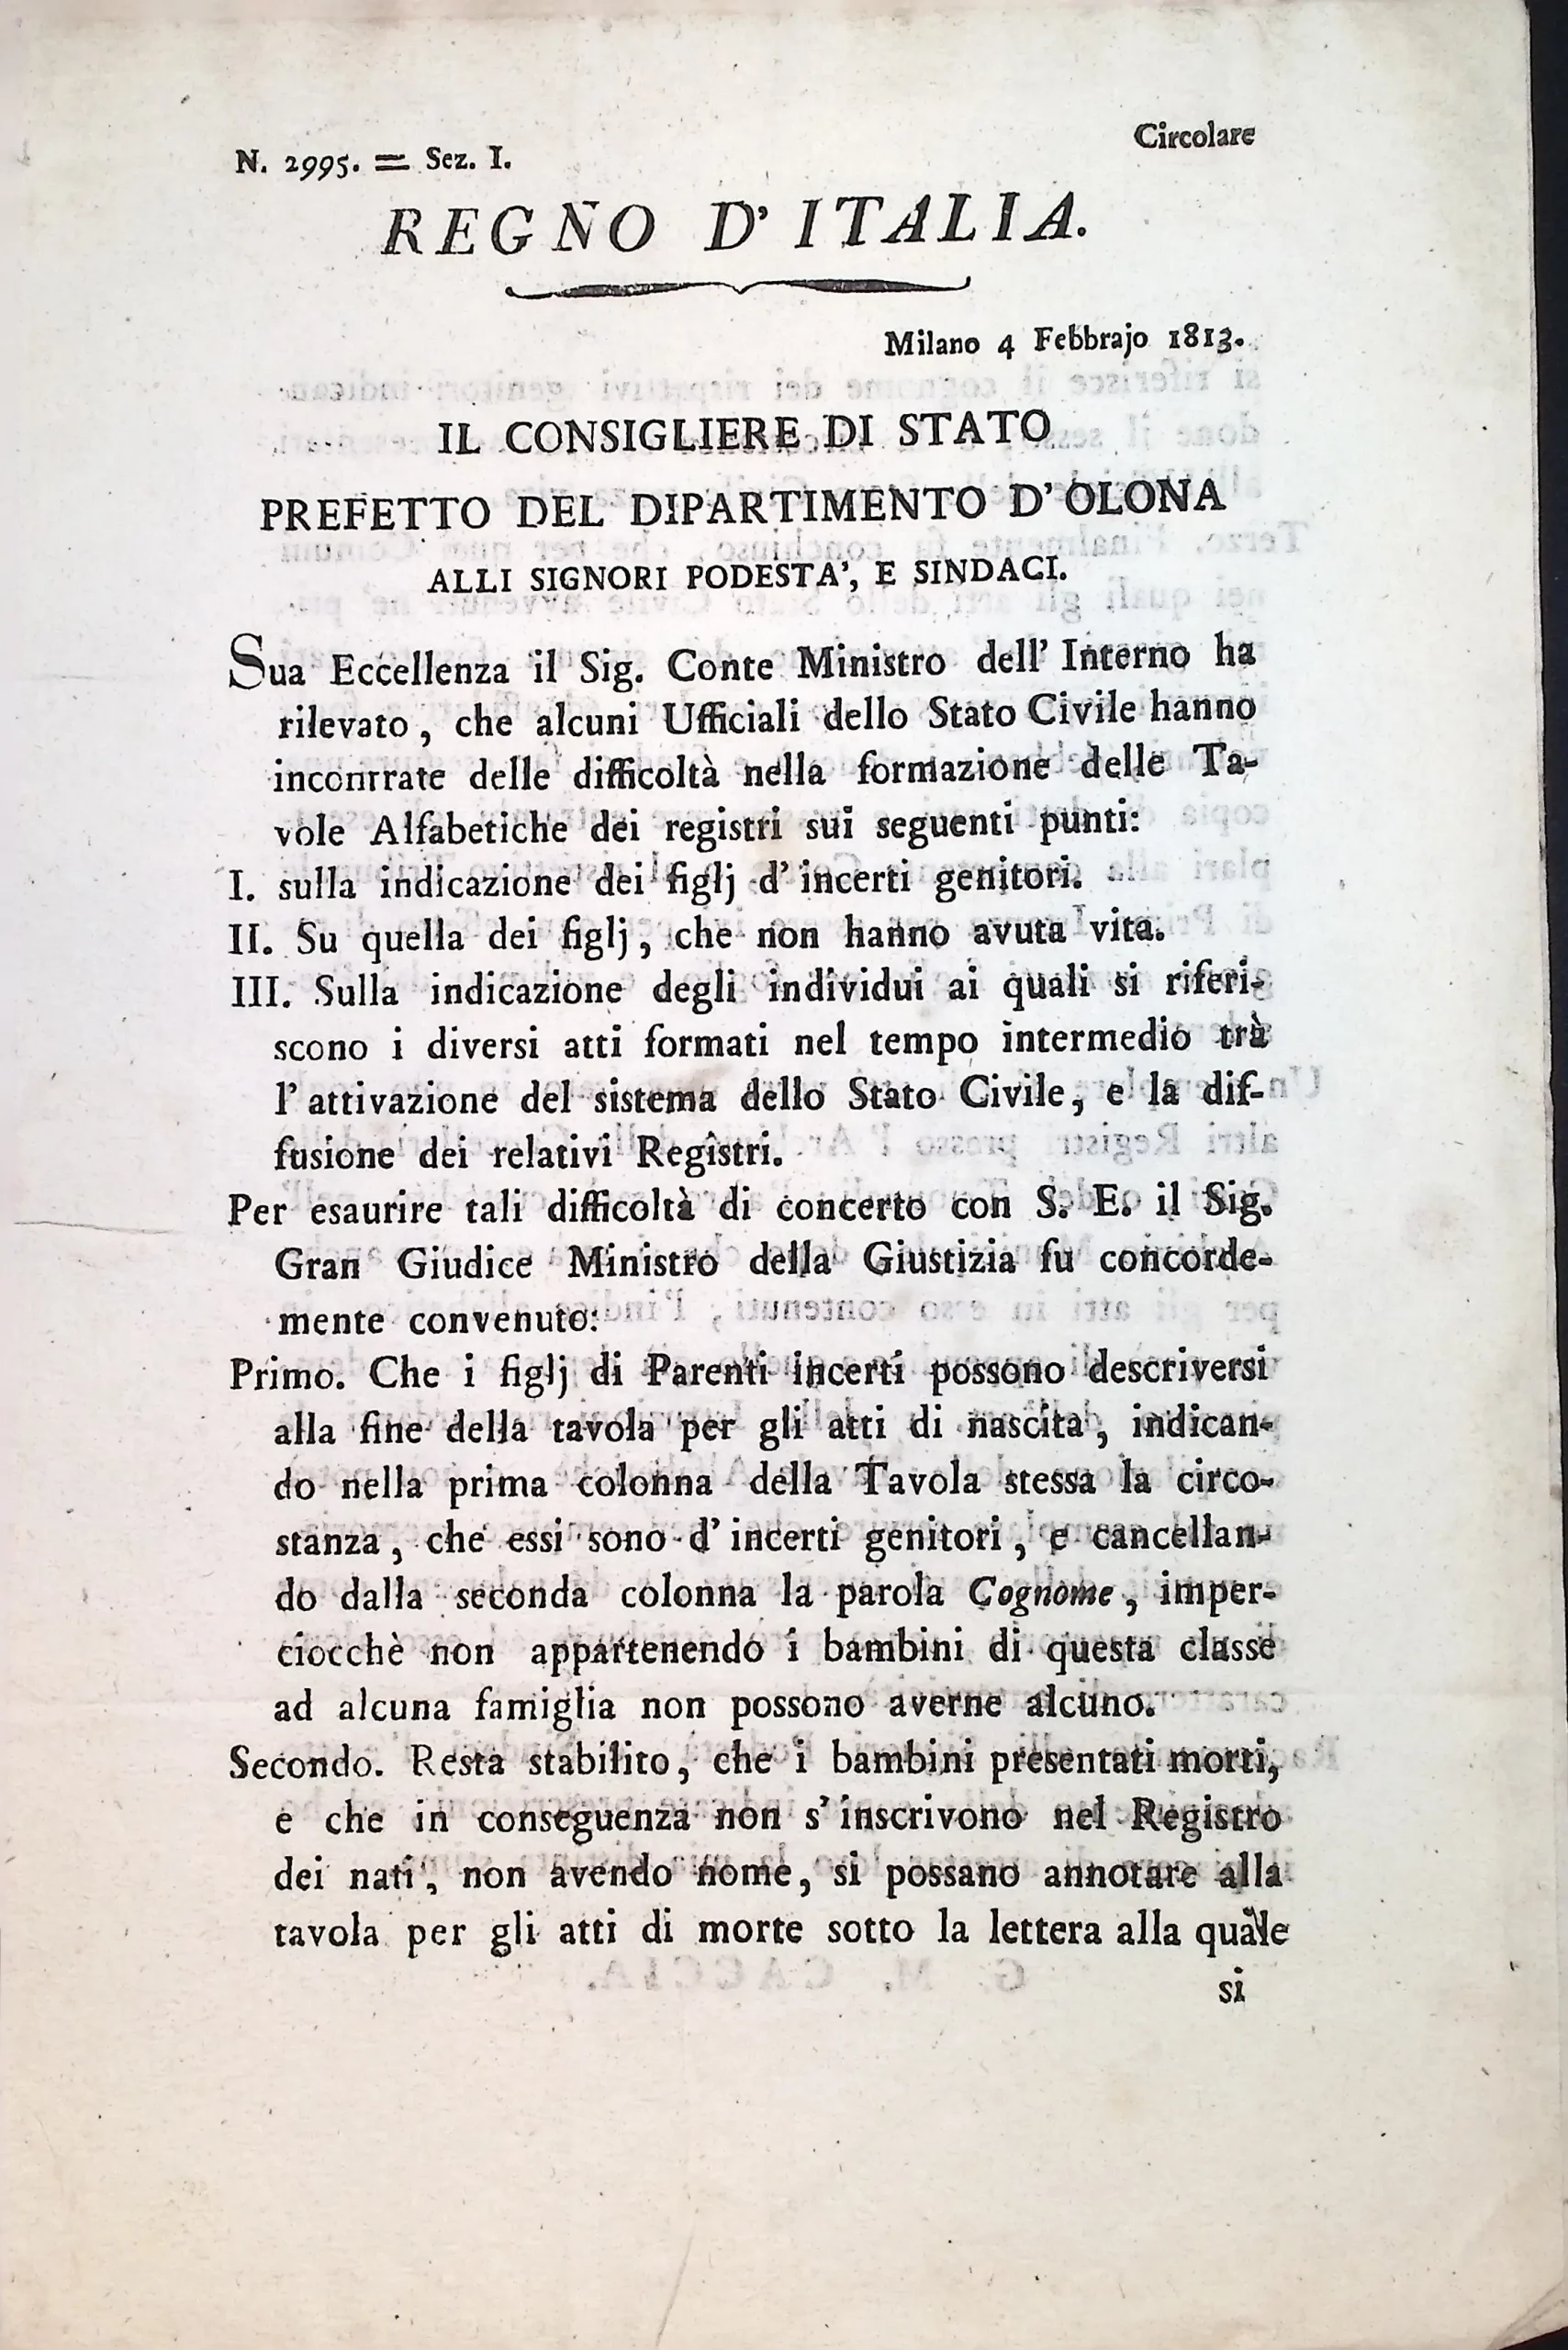 Circolare
N. 2995. = Sez. I.
REGNO D' ITALIA.
Milano 4 Febbrajo 1813.
IL CONSIGLIERE DI STATO
PREFETTO DEL DIPARTIMENTO D' OLONA
ALLI SIGNORI PODESTA', E SINDACI.
Sua Eccellenza il Sig. Conte Ministro dell' Interno ha
rilevato, che alcuni Ufficiali dello Stato Civile hanno
incontrate delle difficoltà nella formazione delle Ta-
vole Alfabetiche dei registri sui seguenti punti:
I. sulla indicazione dei figlj d' incerti genitori.
II. Su quella dei figlj, che non hanno avuta vita.
III. Sulla indicazione degli individui ai quali si riferi-
scono i diversi atti formati nel tempo intermedio trà
l' attivazione del sistema dello Stato Civile, e la dif-
fusione dei relativi Registri.
Per esaurire tali difficoltà di concerto con S. E. il Sig.
Gran Giudice Ministro della Giustizia fu concorde-
mente convenuto:
Primo. Che i figlj di Parenti incerti possono descriversi
alla fine della tavola per gli atti di nascita, indican-
do nella prima colonna della Tavola stessa la circo-
stanza, che essi sono d' incerti genitori, e cancellan-
do dalla seconda colonna la parola Cognome, imper-
ciocchè non appartenendo i bambini di questa classe
ad alcuna famiglia non possono averne alcuno.
Secondo. Resta stabilito, che i bambini presentati morti,
e che in conseguenza non s' inscrivono nel Registro
dei nati, non avendo nome, si possano annotare alla
tavola per gli atti di morte sotto la lettera alla quale
si